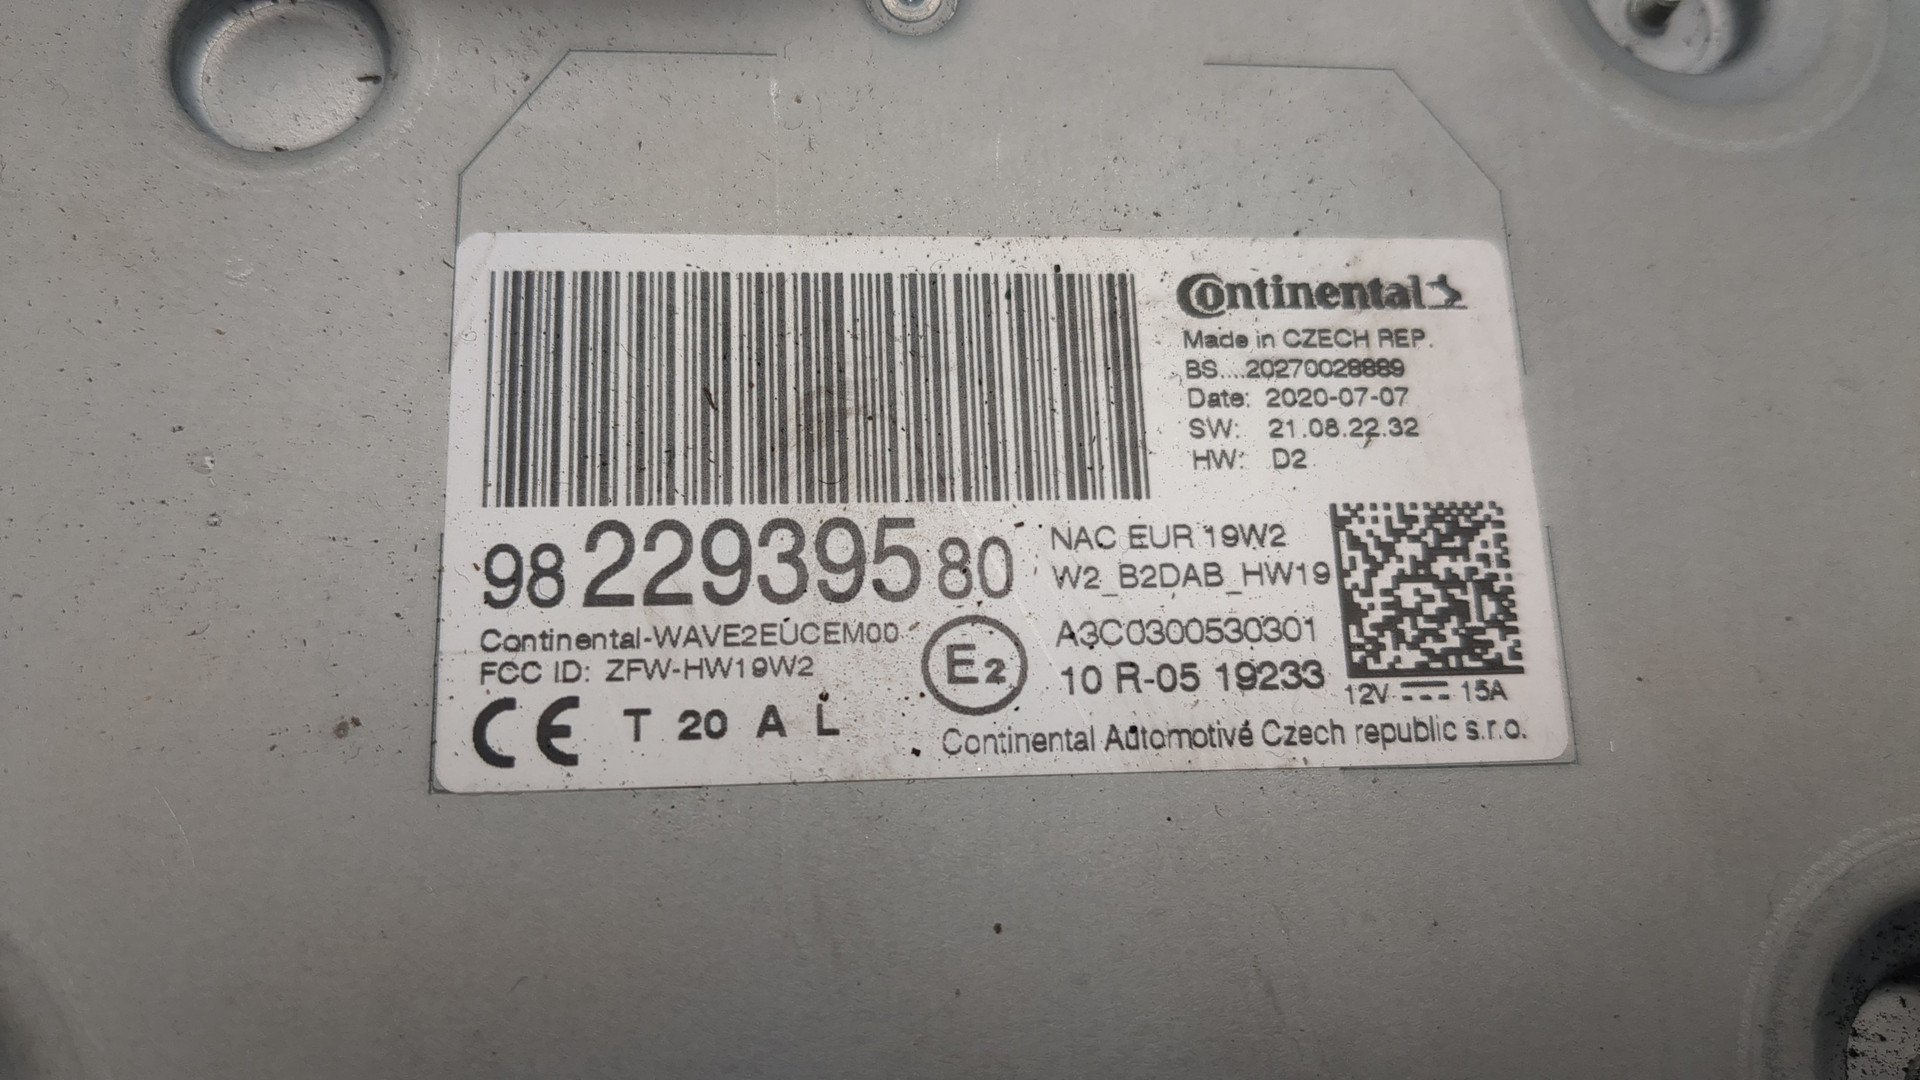 Continental
Made in CZECH REP.
BS....20270028889
Date: 2020-07-07
SW: 21.08.22.32
HW: D2
98 22939580
NAC EUR 19W2
W2_B2DAB_HW19
Continental-WAVE2EUCEM00
A3C0300530301
FCC ID: ZFW-HW19W2
E2
10 R-05 19233
12V 15A
CE T 20 A L
Continental Automotive Czech republic s.r.o.